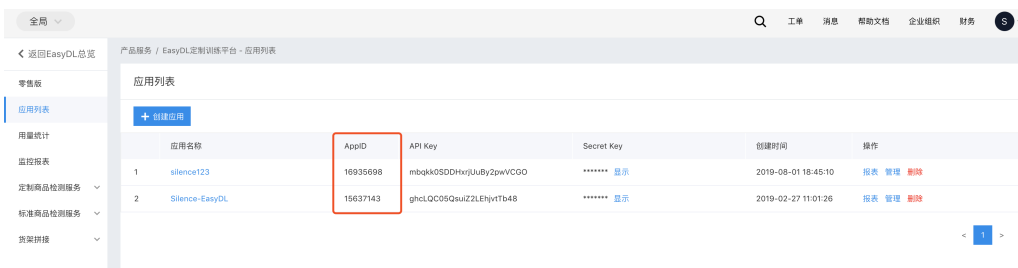 全局
工单 消息 帮助文档 企业组织 财务 S
返回EasyDL总览
产品服务 / EasyDL定制训练平台 - 应用列表
零售版
应用列表
用量统计
监控报表
定制商品检测服务
标准商品检测服务
货架拼接
应用列表
+ 创建应用
应用名称 AppID API Key Secret Key 创建时间 操作
1 silence123 16935698 mbqkk0SDDHxrjUuBy2pwVCGO ******* 显示 2019-08-01 18:45:10 报表 管理 删除
2 Silence-EasyDL 15637143 ghcLQC05QsuiZ2LEhjvtTb48 ******* 显示 2019-02-27 11:01:26 报表 管理 删除
< 1 >